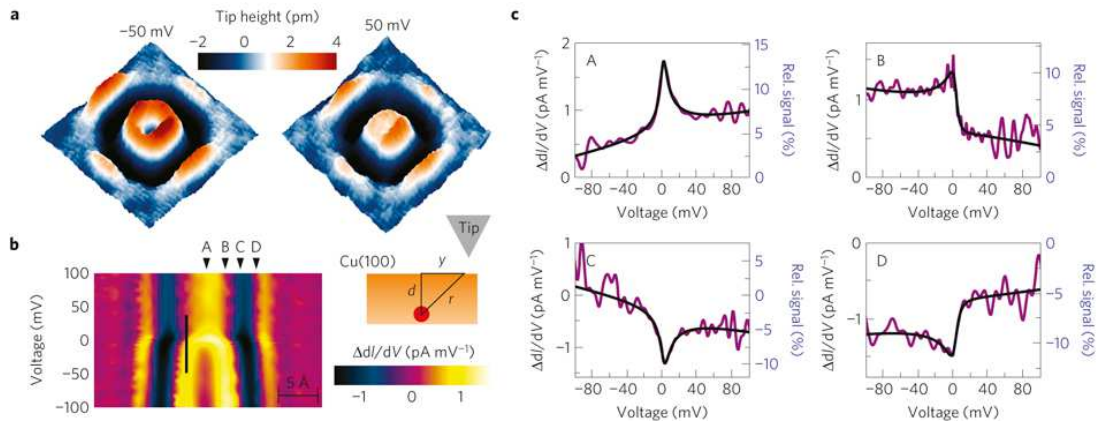 a
Tip height (pm)
−50 mV
50 mV
−2
0
2
4
b
A
B
C
D
Tip
100
50
0
−50
−100
Voltage (mV)
5 Å
Cu(100)
y
d
r
ΔdI/dV (pA mV⁻¹)
−1
0
1
c
A
2
1
0
ΔdI/dV (pA mV⁻¹)
15
10
5
0
Rel. signal (%)
−80
−40
0
40
80
Voltage (mV)
B
1
0
ΔdI/dV (pA mV⁻¹)
10
5
0
Rel. signal (%)
−80
−40
0
40
80
Voltage (mV)
C
1
0
−1
ΔdI/dV (pA mV⁻¹)
5
0
−5
−10
Rel. signal (%)
−80
−40
0
40
80
Voltage (mV)
D
0
−1
ΔdI/dV (pA mV⁻¹)
0
−5
−10
Rel. signal (%)
−80
−40
0
40
80
Voltage (mV)